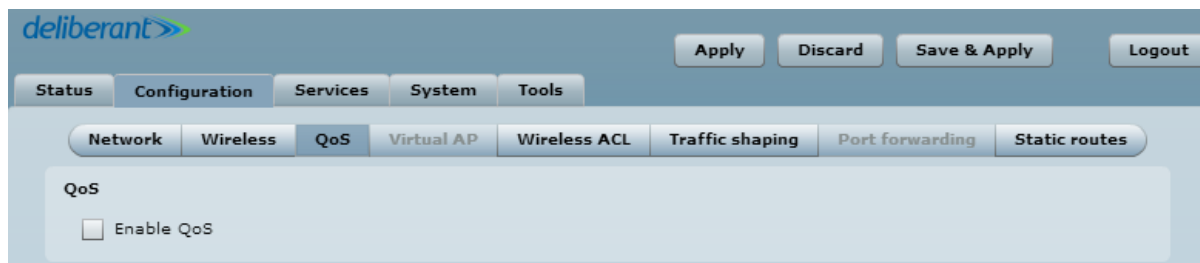 deliberant
Apply Discard Save & Apply Logout
Status Configuration Services System Tools
Network Wireless QoS Virtual AP Wireless ACL Traffic shaping Port forwarding Static routes
QoS
Enable QoS